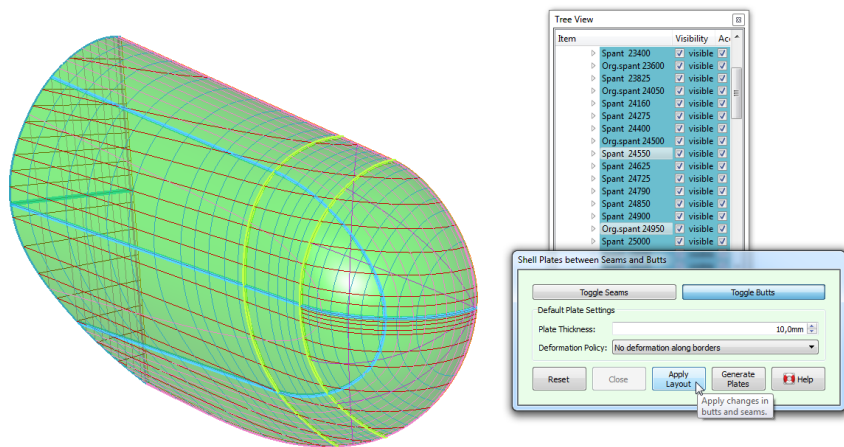 Tree View
Item Visibility Acc
Spant 23400 visible
Org.spant 23600 visible
Spant 23825 visible
Org.spant 24050 visible
Spant 24160 visible
Spant 24275 visible
Spant 24400 visible
Org.spant 24500 visible
Spant 24550 visible
Spant 24625 visible
Spant 24725 visible
Spant 24790 visible
Spant 24850 visible
Spant 24900 visible
Org.spant 24950 visible
Spant 25000 visible
Shell Plates between Seams and Butts
Toggle Seams Toggle Butts
Default Plate Settings
Plate Thickness: 10,0mm
Deformation Policy: No deformation along borders
Reset Close Apply Layout Generate Plates Help
Apply changes in
butts and seams.